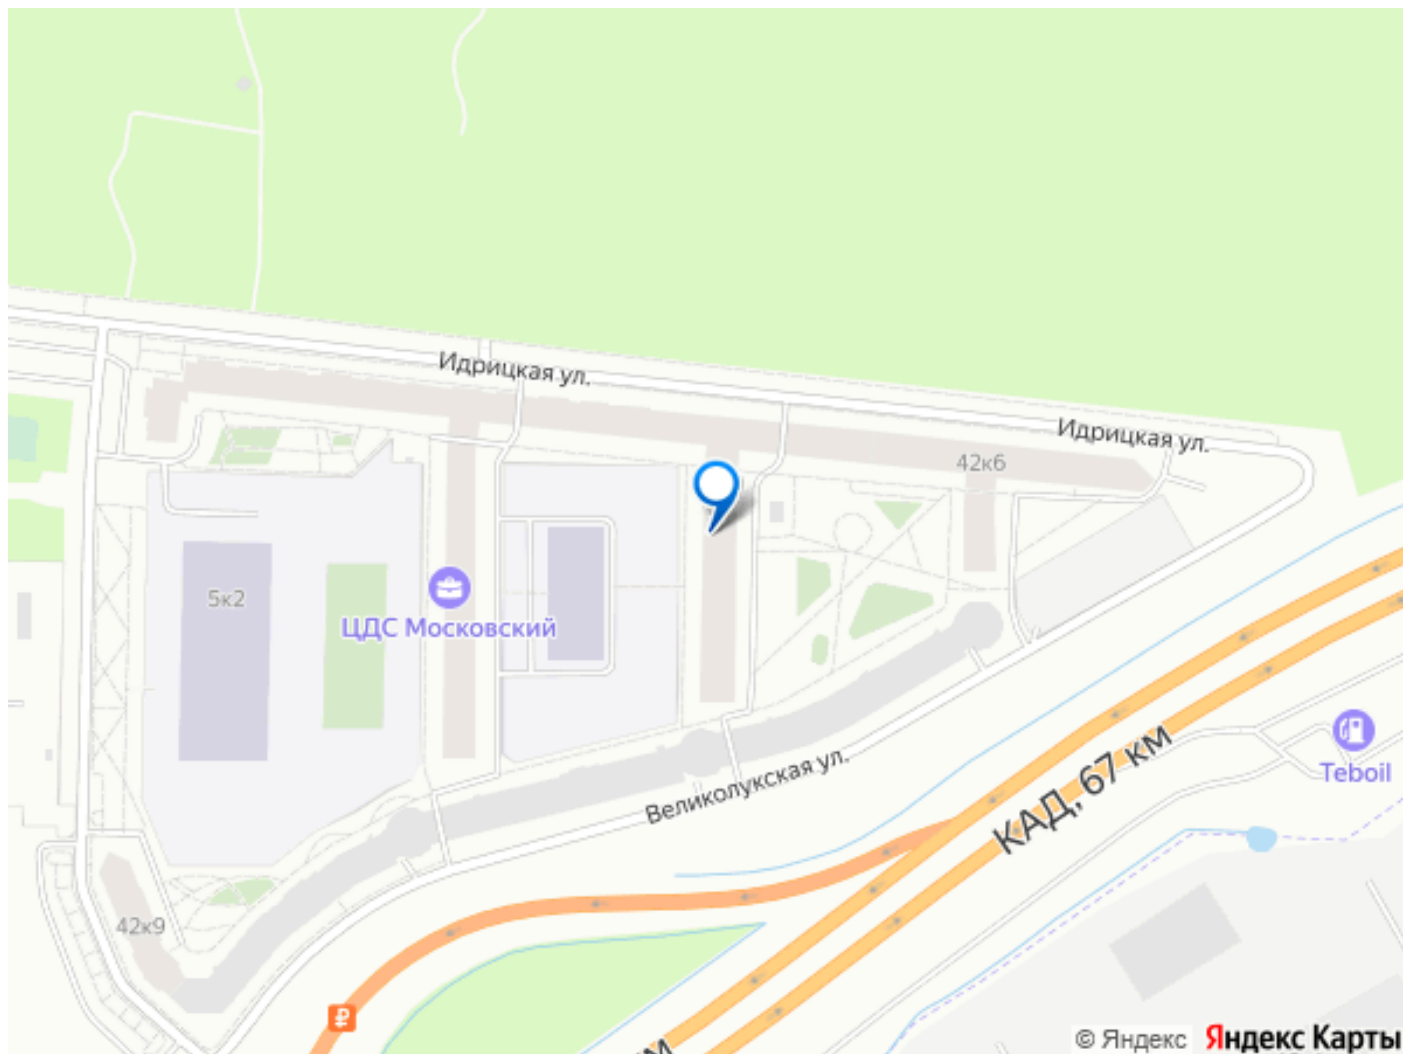 Идрицкая ул.
Идрицкая ул.
42к6
5к2
ЦДС Московский
Великолукская ул.
КАД, 67 км
Teboil
42к9
₽
© Яндекс Яндекс Карты